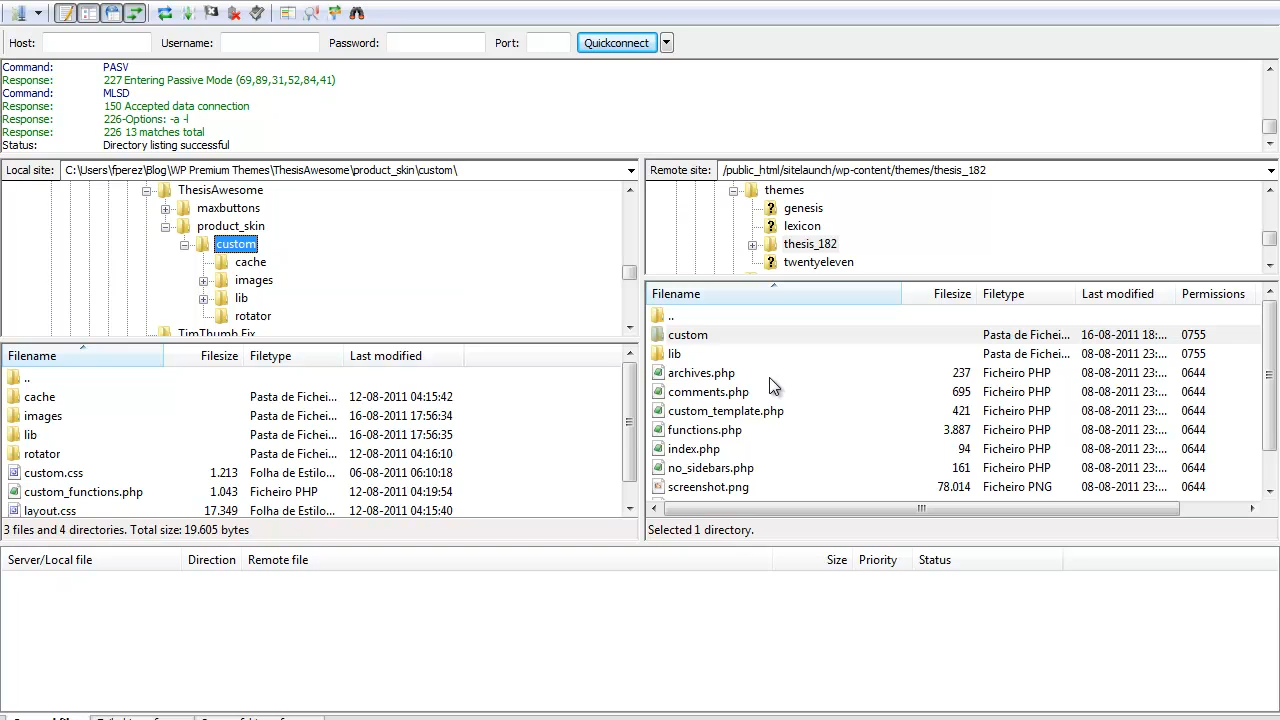 Host: Username: Password: Port: Quickconnect
Command: PASV
Response: 227 Entering Passive Mode (69,89,31,52,84,41)
Command: MLSD
Response: 150 Accepted data connection
Response: 226-Options: -a -l
Response: 226 13 matches total
Status: Directory listing successful
Local site: C:\Users\fperez\Blog\WP Premium Themes\ThesisAwesome\product_skin\custom\
ThesisAwesome
maxbuttons
product_skin
custom
cache
images
lib
rotator
TimThumb Fix
Filename Filesize Filetype Last modified
..
cache Pasta de Fichei... 12-08-2011 04:15:42
images Pasta de Fichei... 16-08-2011 17:56:34
lib Pasta de Fichei... 16-08-2011 17:56:35
rotator Pasta de Fichei... 12-08-2011 04:16:10
custom.css 1.213 Folha de Estilo... 06-08-2011 06:10:18
custom_functions.php 1.043 Ficheiro PHP 12-08-2011 04:19:54
layout.css 17.349 Folha de Estilo... 12-08-2011 04:15:40
3 files and 4 directories. Total size: 19.605 bytes
Remote site: /public_html/sitelaunch/wp-content/themes/thesis_182
themes
genesis
lexicon
thesis_182
twentyeleven
Filename Filesize Filetype Last modified Permissions
..
custom Pasta de Fichei... 16-08-2011 18:... 0755
lib Pasta de Fichei... 08-08-2011 23:... 0755
archives.php 237 Ficheiro PHP 08-08-2011 23:... 0644
comments.php 695 Ficheiro PHP 08-08-2011 23:... 0644
custom_template.php 421 Ficheiro PHP 08-08-2011 23:... 0644
functions.php 3.887 Ficheiro PHP 08-08-2011 23:... 0644
index.php 94 Ficheiro PHP 08-08-2011 23:... 0644
no_sidebars.php 161 Ficheiro PHP 08-08-2011 23:... 0644
screenshot.png 78.014 Ficheiro PNG 08-08-2011 23:... 0644
Selected 1 directory.
Server/Local file Direction Remote file Size Priority Status